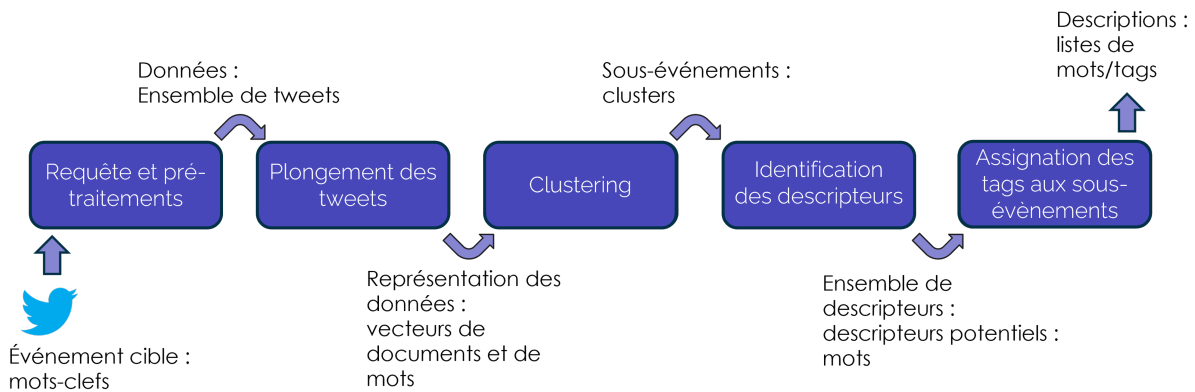 Descriptions :
listes de
mots/tags
Données :
Ensemble de tweets
Sous-événements :
clusters
Requête et pré-
traitements
Plongement des
tweets
Clustering
Identification
des descripteurs
Assignation des
tags aux sous-
évènements
Événement cible :
mots-clefs
Représentation des
données :
vecteurs de
documents et de
mots
Ensemble de
descripteurs :
descripteurs potentiels :
mots